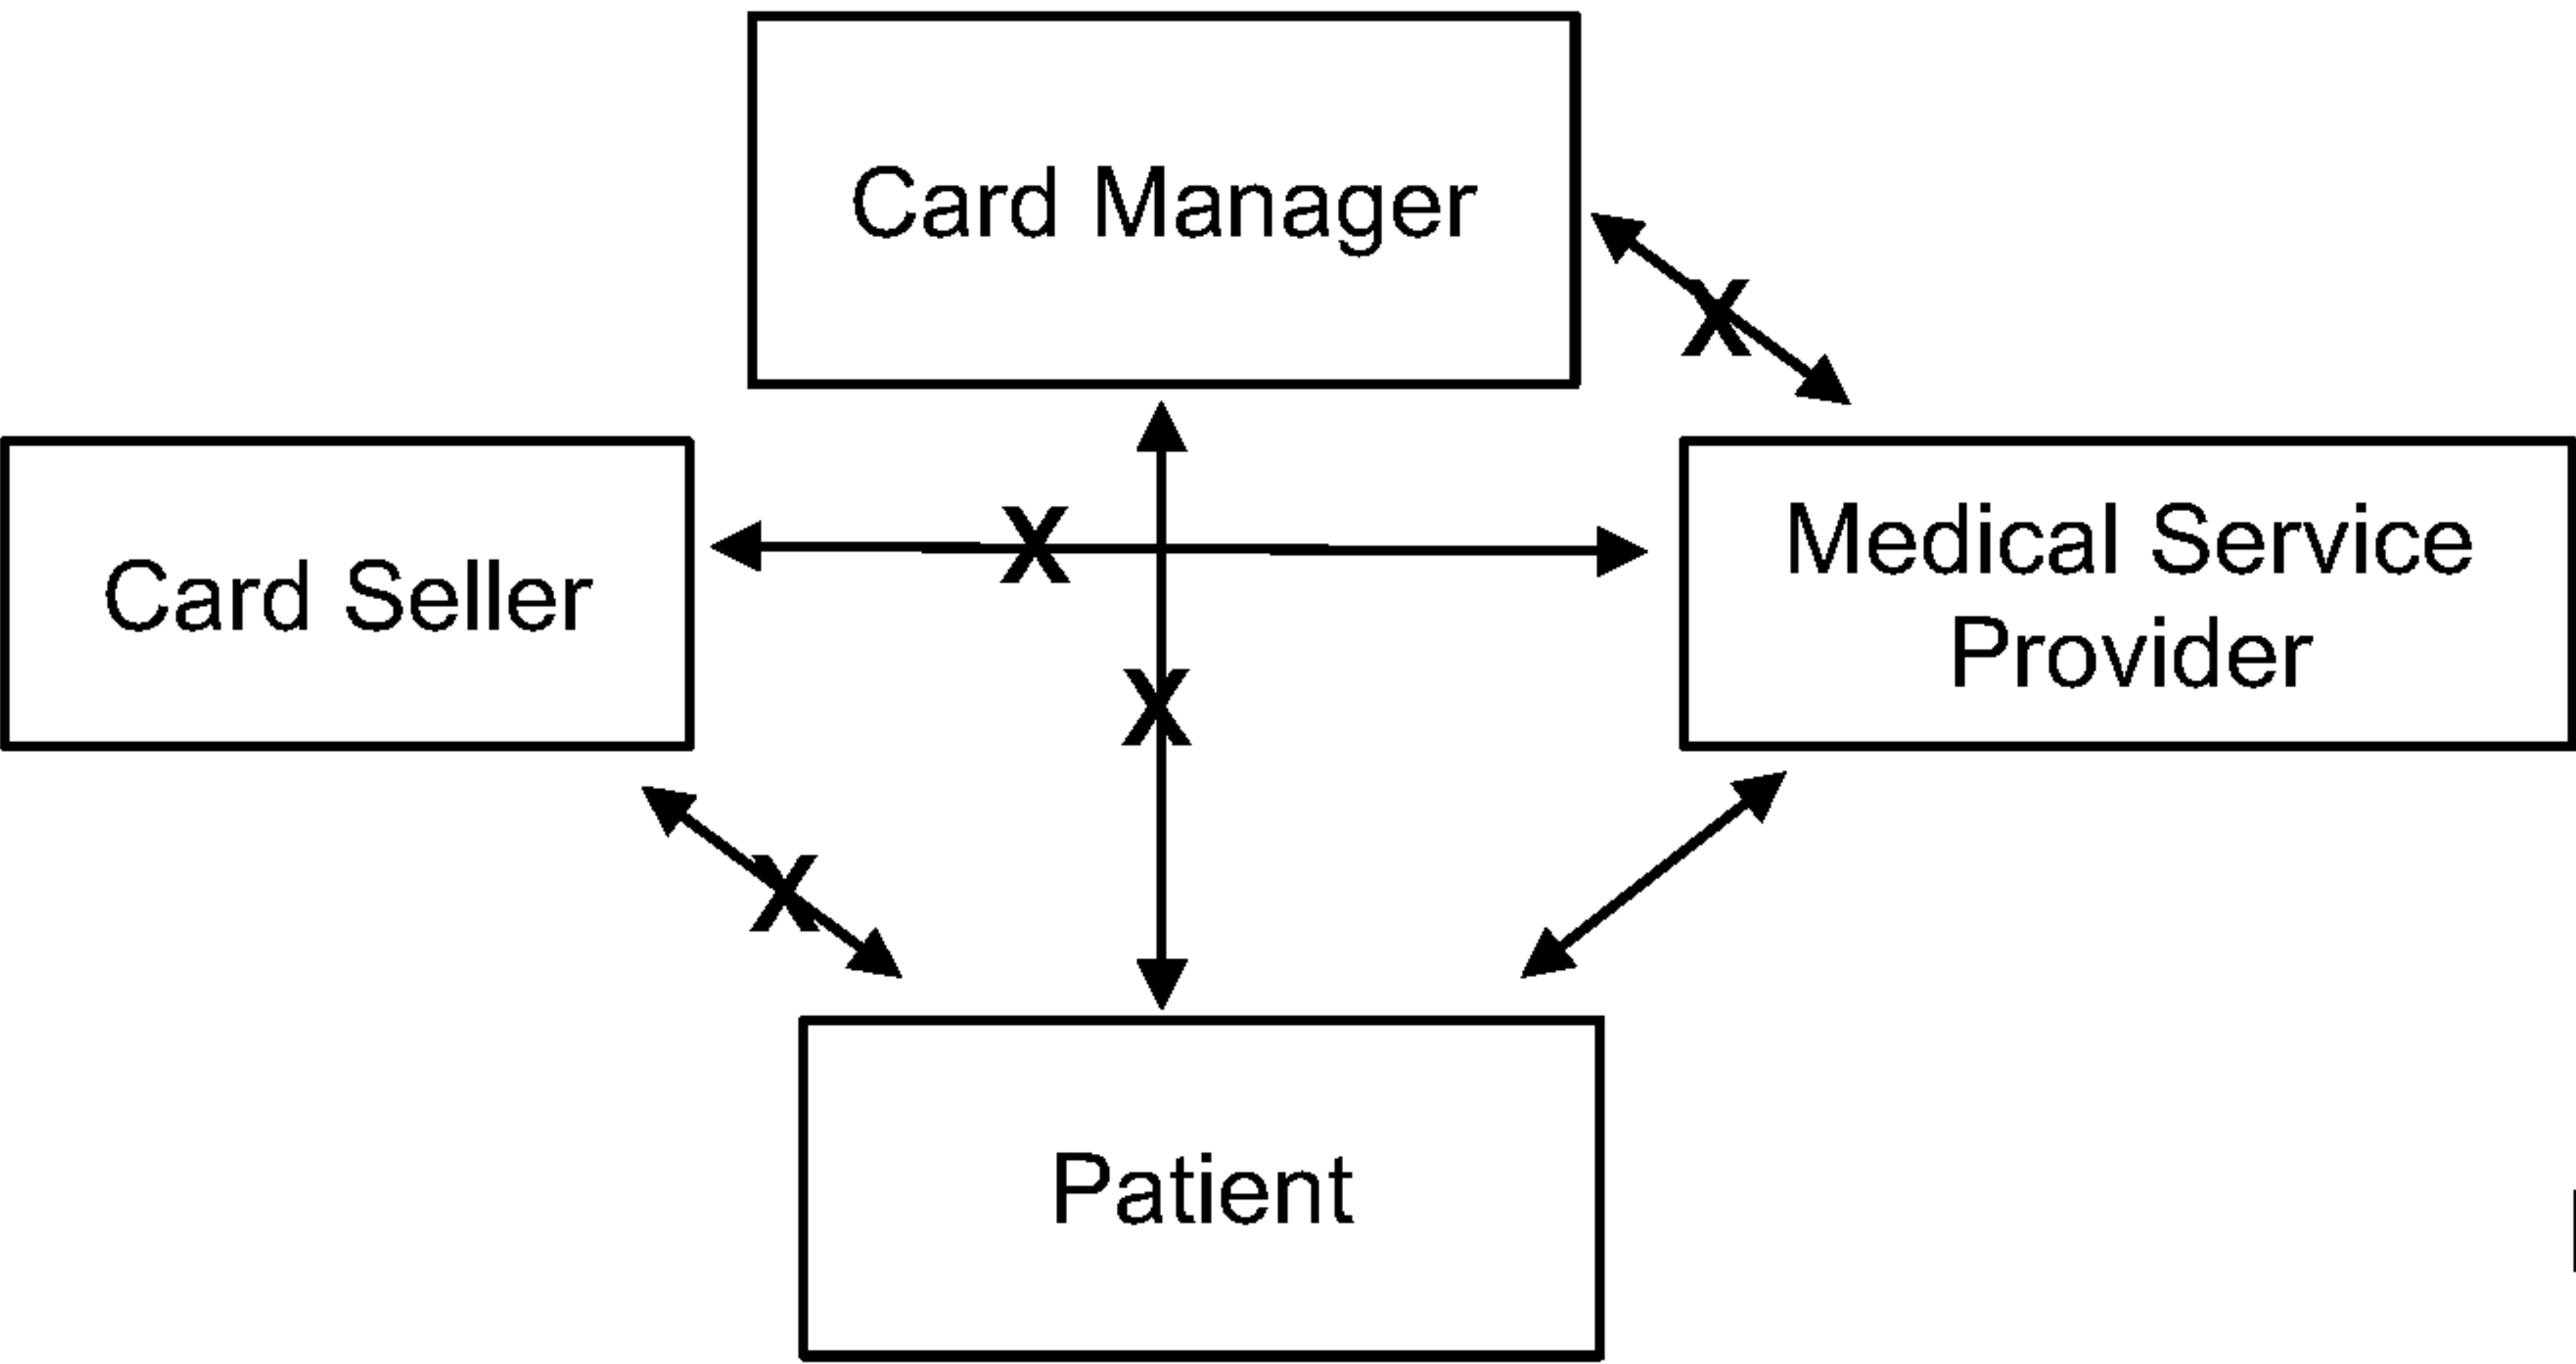 Card Manager
X
Card Seller
X
Medical Service
Provider
X
X
Patient